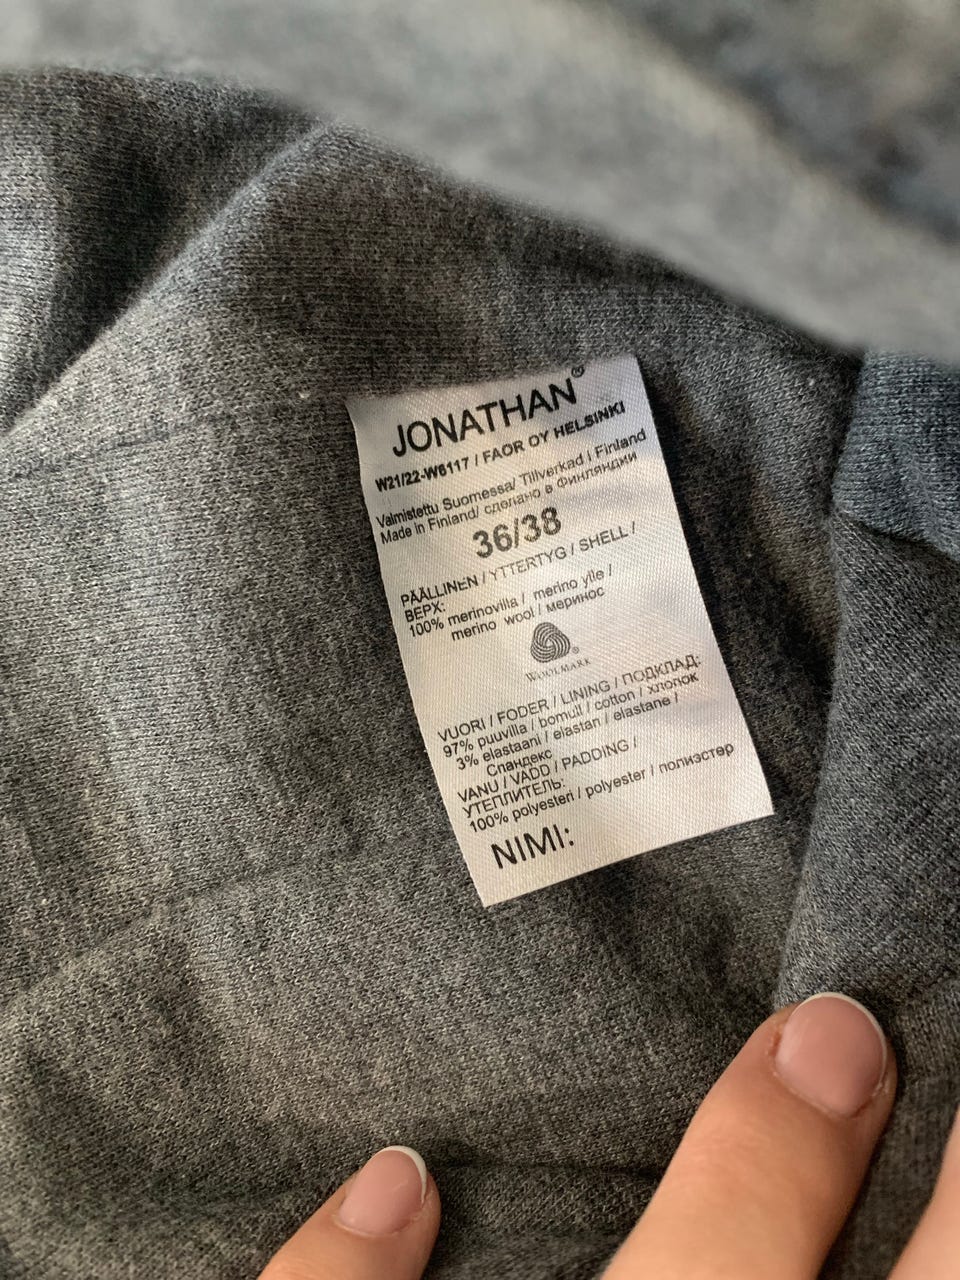 JONATHAN®
W21/22-W6117 / FAOR OY HELSINKI
Valmistettu Suomessa/ Tillverkad i Finland
Made in Finland/ сделано в Финляндии
36/38
PÄÄLLINEN / YTTERTYG / SHELL /
ВЕРХ:
100% merinovilla / merino ylle /
merino wool / меринос
WOOLMARK®
VUORI / FODER / LINING / ПОДКЛАД:
97% puuvilla / bomull / cotton / хлопок
3% elastaani / elastan / elastane /
Спандекс
VANU / VADD / PADDING /
УТЕПЛИТЕЛЬ:
100% polyesteri / polyester / полиэстер
NIMI: